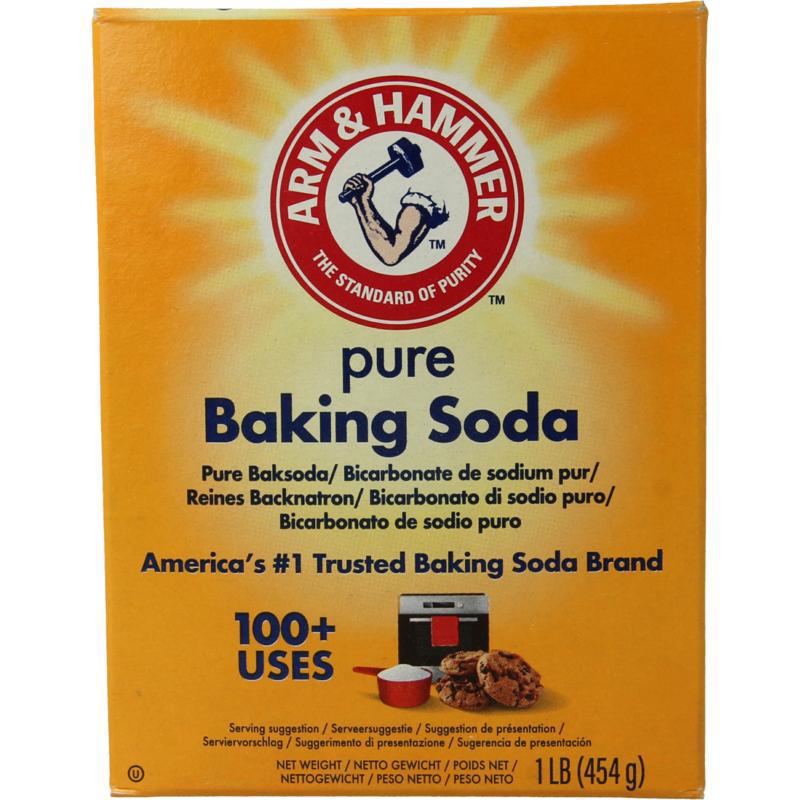 ARM & HAMMER
TM
THE STANDARD OF PURITY
TM
pure
Baking Soda
Pure Baksoda/ Bicarbonate de sodium pur/
Reines Backnatron/ Bicarbonato di sodio puro/
Bicarbonato de sodio puro
America's #1 Trusted Baking Soda Brand
100+
USES
Serving suggestion / Serveersuggestie / Suggestion de présentation /
Serviervorschlag / Suggerimento di presentazione / Sugerencia de presentación
NET WEIGHT / NETTO GEWICHT / POIDS NET /
NETTOGEWICHT / PESO NETTO / PESO NETO 1 LB (454 g)
U